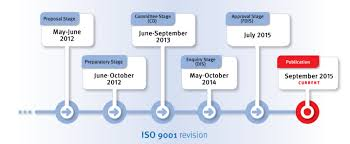 Proposal Stage
May-June
2012
Preparatory Stage
June-October
2012
Committee Stage
(CD)
June-September
2013
Enquiry Stage
(DIS)
May-October
2014
Approval Stage
(FDIS)
July 2015
Publication
September 2015
CURRENT
ISO 9001 revision